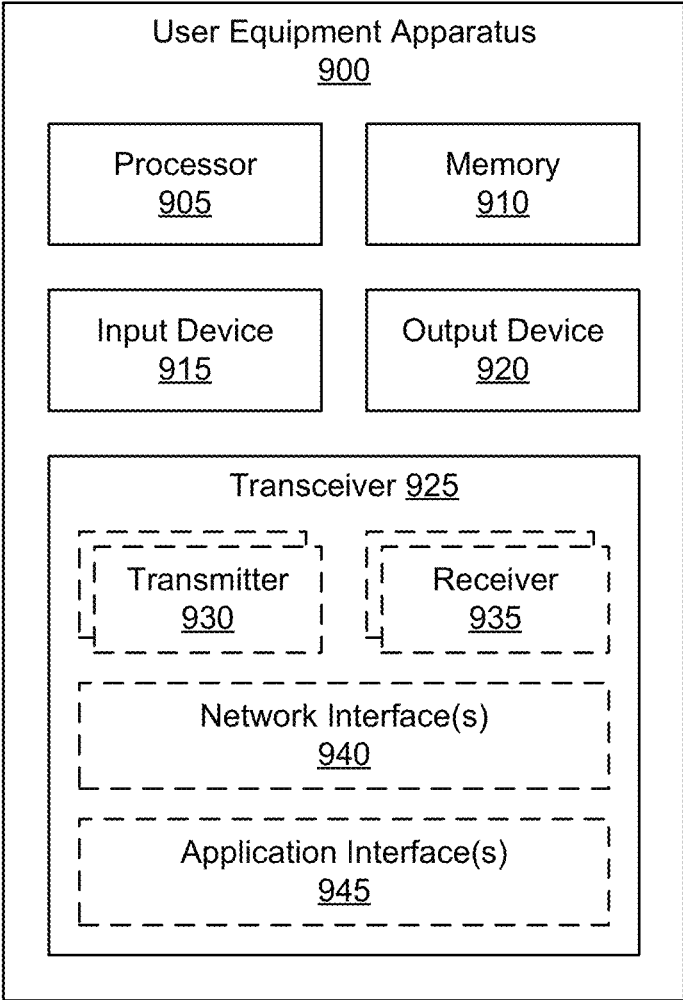 User Equipment Apparatus
900
Processor
905
Memory
910
Input Device
915
Output Device
920
Transceiver 925
Transmitter
930
Receiver
935
Network Interface(s)
940
Application Interface(s)
945